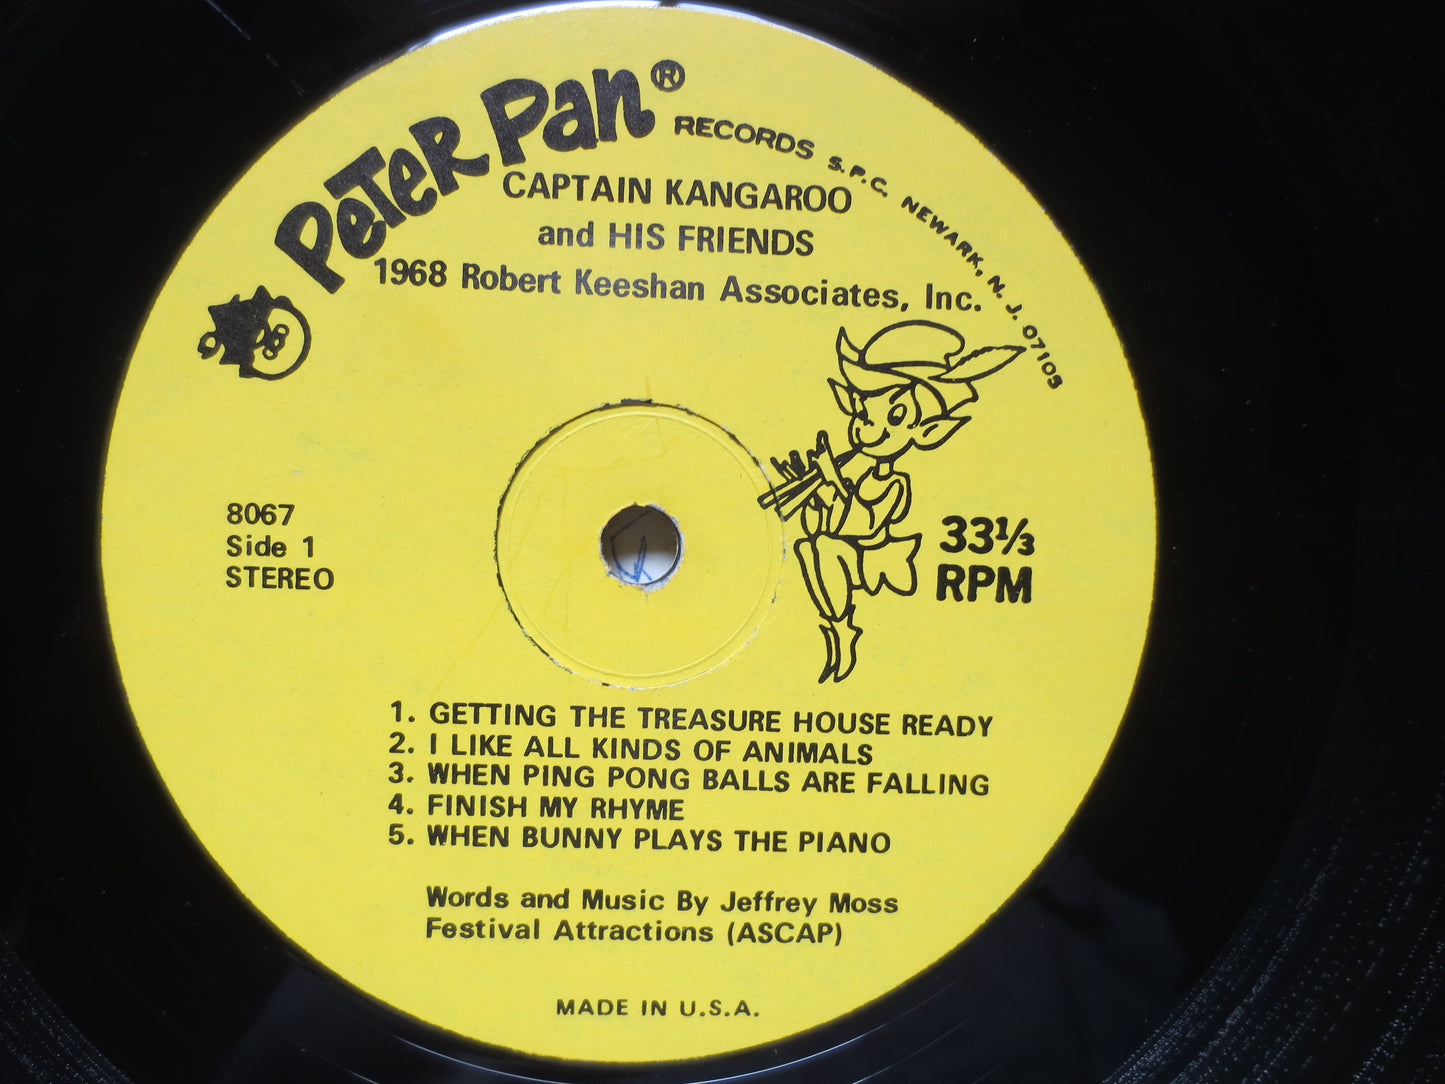 Peter Pan®
RECORDS S.P.C. NEWARK, N. J. 07105
CAPTAIN KANGAROO
and HIS FRIENDS
1968 Robert Keeshan Associates, Inc.
8067
Side 1
STEREO
33⅓
RPM
1. GETTING THE TREASURE HOUSE READY
2. I LIKE ALL KINDS OF ANIMALS
3. WHEN PING PONG BALLS ARE FALLING
4. FINISH MY RHYME
5. WHEN BUNNY PLAYS THE PIANO
Words and Music By Jeffrey Moss
Festival Attractions (ASCAP)
MADE IN U.S.A.